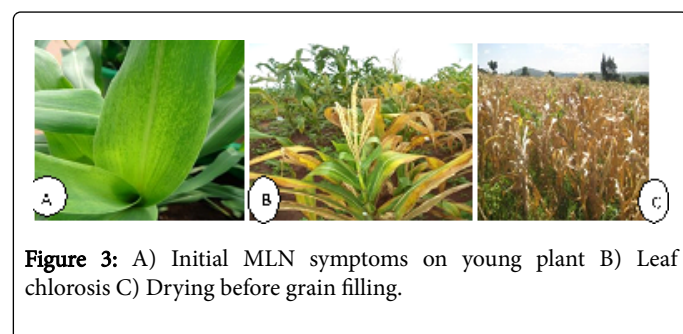 A
B
C
Figure 3: A) Initial MLN symptoms on young plant B) Leaf
chlorosis C) Drying before grain filling.